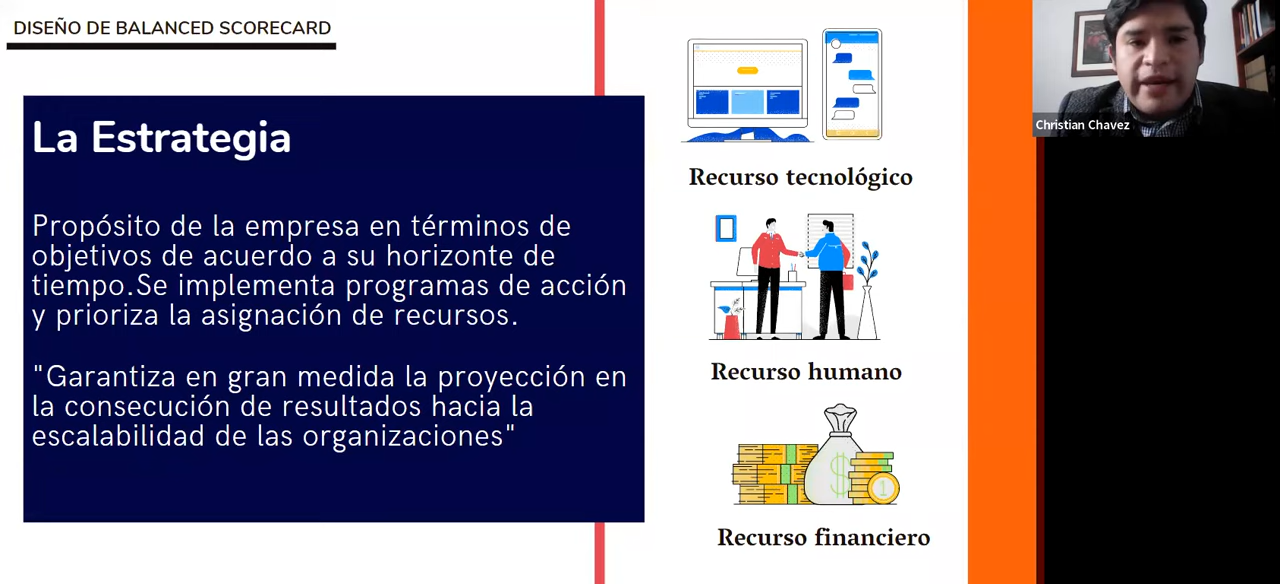 DISEÑO DE BALANCED SCORECARD
La Estrategia
Propósito de la empresa en términos de
objetivos de acuerdo a su horizonte de
tiempo.Se implementa programas de acción
y prioriza la asignación de recursos.
"Garantiza en gran medida la proyección en
la consecución de resultados hacia la
escalabilidad de las organizaciones"
Recurso tecnológico
Recurso humano
$
1
Recurso financiero
Christian Chavez